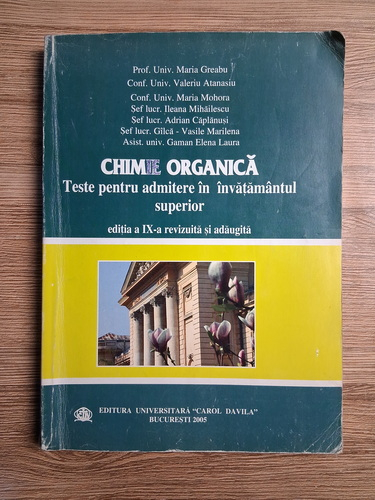 Prof. Univ. Maria Greabu
Conf. Univ. Valeriu Atanasiu
Conf. Univ. Maria Mohora
Şef lucr. Ileana Mihăilescu
Şef lucr. Adrian Căplănuşi
Şef lucr. Gîlcă - Vasile Marilena
Asist. univ. Gaman Elena Laura
CHIMIE ORGANICĂ
Teste pentru admitere în învăţământul
superior
ediţia a IX-a revizuită şi adăugită
EDITURA UNIVERSITARĂ "CAROL DAVILA"
BUCUREŞTI 2005